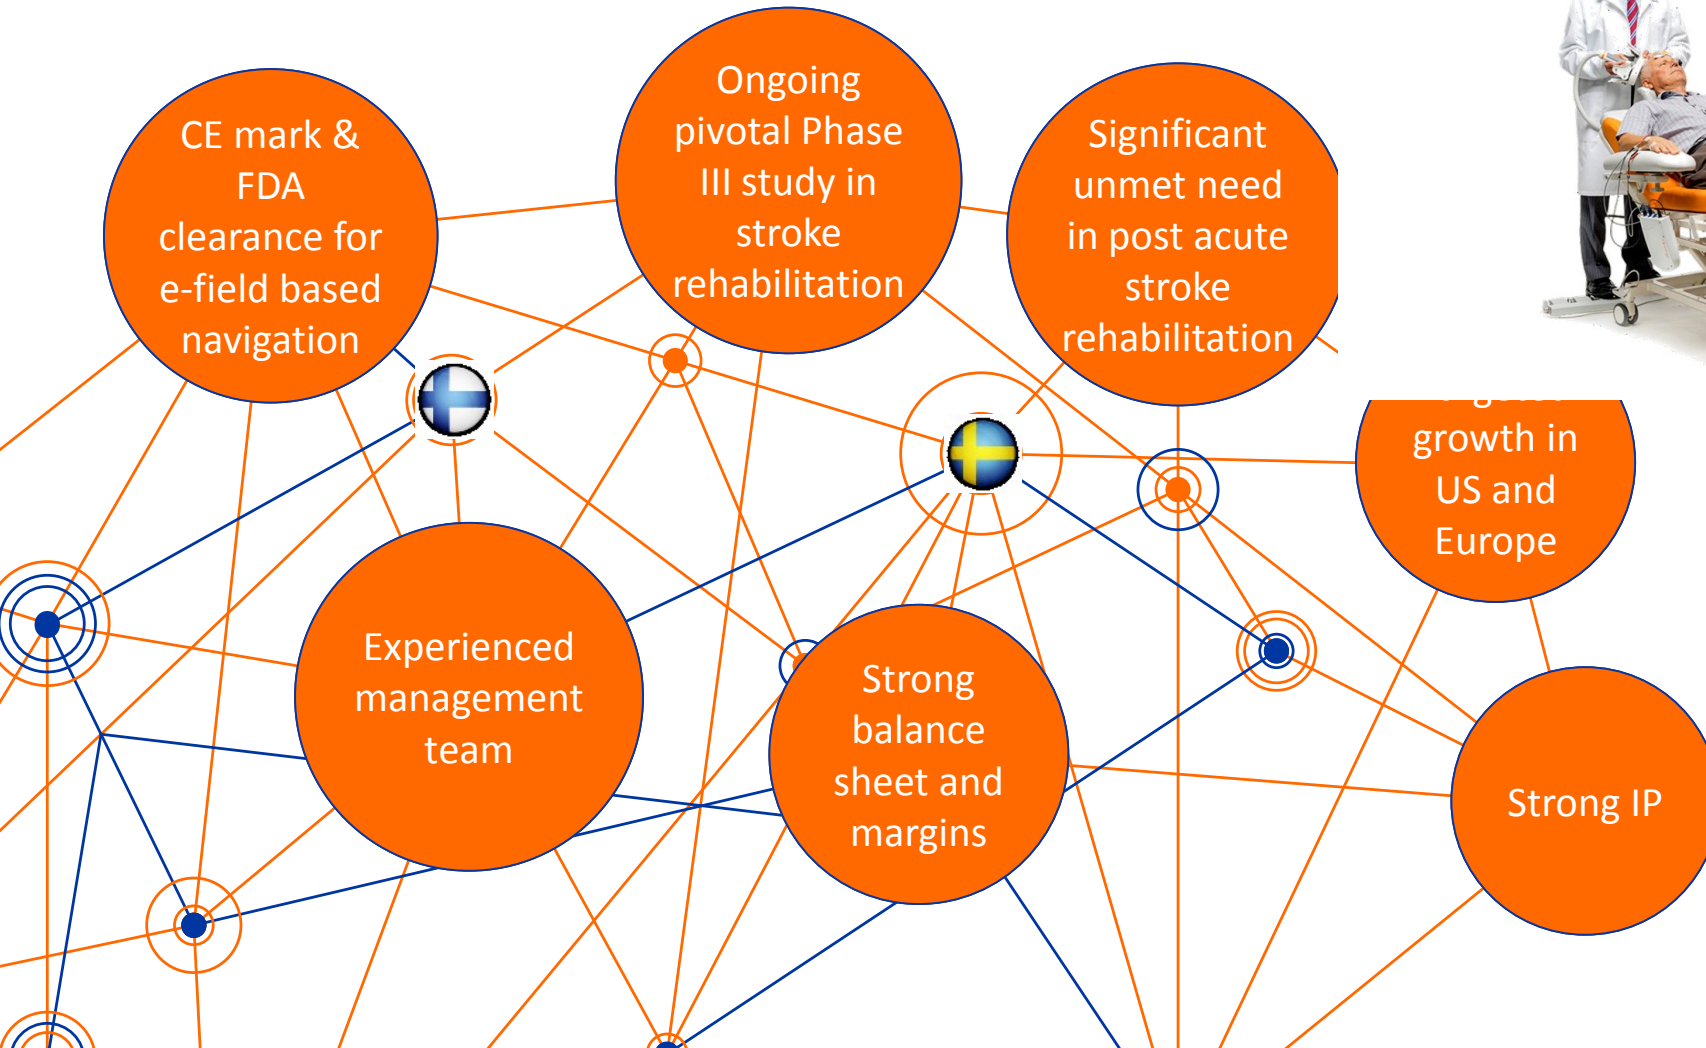 CE mark &
FDA
clearance for
e-field based
navigation
Ongoing
pivotal Phase
III study in
stroke
rehabilitation
Significant
unmet need
in post acute
stroke
rehabilitation
growth in
US and
Europe
Experienced
management
team
Strong
balance
sheet and
margins
Strong IP